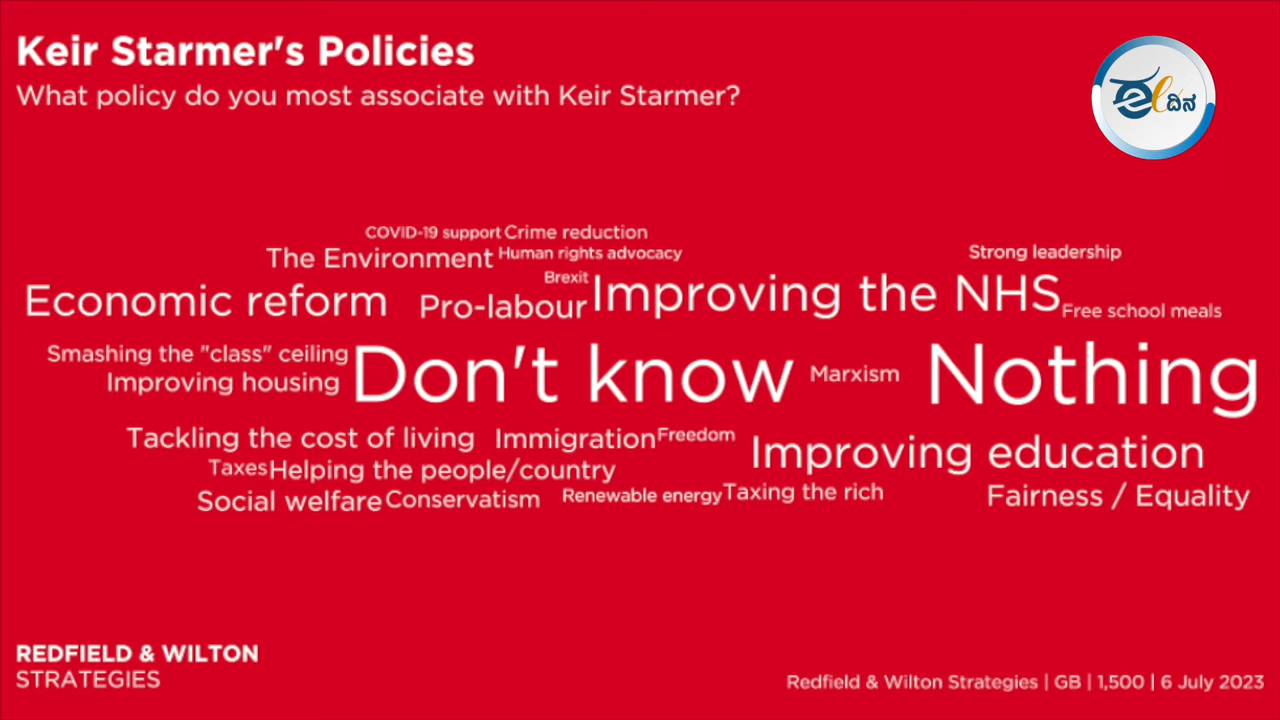 Keir Starmer's Policies
What policy do you most associate with Keir Starmer?
ಈ ದಿನ
COVID-19 support Crime reduction
The Environment Human rights advocacy
Strong leadership
Brexit
Economic reform Pro-labour Improving the NHS Free school meals
Smashing the "class" ceiling
Improving housing
Don't know Marxism Nothing
Tackling the cost of living Immigration Freedom
Improving education
Taxes Helping the people/country
Social welfare Conservatism Renewable energy Taxing the rich Fairness / Equality
REDFIELD & WILTON
STRATEGIES
Redfield & Wilton Strategies | GB | 1,500 | 6 July 2023